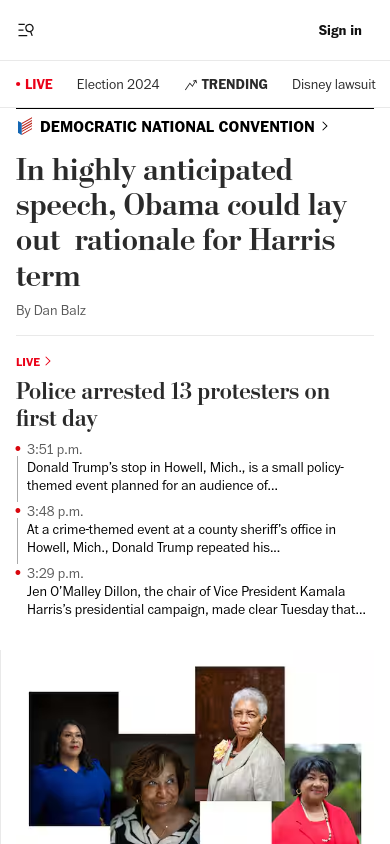 Sign in
LIVE Election 2024 TRENDING Disney lawsuit
DEMOCRATIC NATIONAL CONVENTION
In highly anticipated
speech, Obama could lay
out rationale for Harris
term
By Dan Balz
LIVE
Police arrested 13 protesters on
first day
3:51 p.m.
Donald Trump’s stop in Howell, Mich., is a small policy-
themed event planned for an audience of...
3:48 p.m.
At a crime-themed event at a county sheriff’s office in
Howell, Mich., Donald Trump repeated his...
3:29 p.m.
Jen O’Malley Dillon, the chair of Vice President Kamala
Harris’s presidential campaign, made clear Tuesday that...